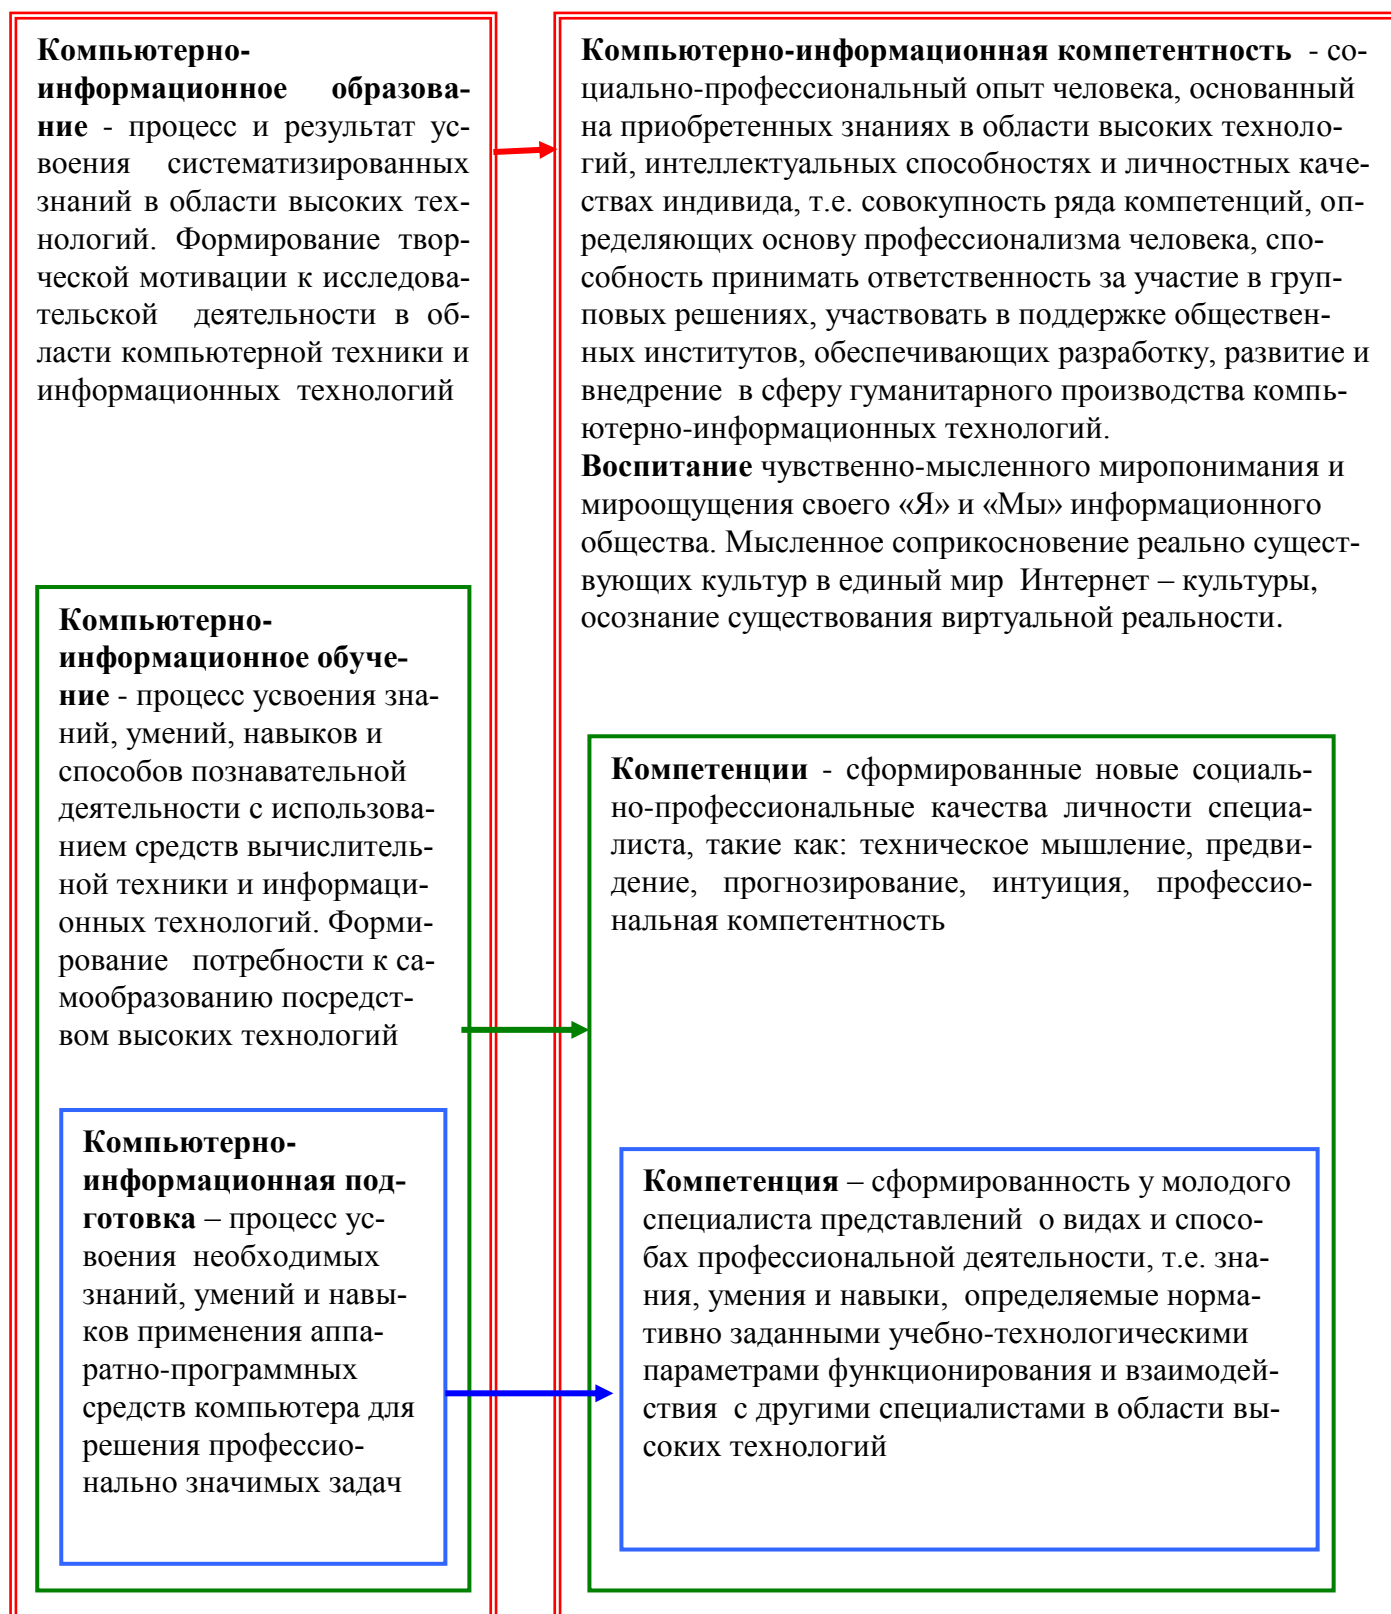 Компьютерно-
информационное образова-
ние - процесс и результат ус-
воения систематизированных
знаний в области высоких тех-
нологий. Формирование твор-
ческой мотивации к исследова-
тельской деятельности в об-
ласти компьютерной техники и
информационных технологий
Компьютерно-
информационное обуче-
ние - процесс усвоения зна-
ний, умений, навыков и
способов познавательной
деятельности с использова-
нием средств вычислитель-
ной техники и информаци-
онных технологий. Форми-
рование потребности к са-
мообразованию посредст-
вом высоких технологий
Компьютерно-
информационная под-
готовка – процесс ус-
воения необходимых
знаний, умений и навы-
ков применения аппа-
ратно-программных
средств компьютера для
решения профессио-
нально значимых задач
Компьютерно-информационная компетентность - со-
циально-профессиональный опыт человека, основанный
на приобретенных знаниях в области высоких техноло-
гий, интеллектуальных способностях и личностных каче-
ствах индивида, т.е. совокупность ряда компетенций, оп-
ределяющих основу профессионализма человека, спо-
собность принимать ответственность за участие в груп-
повых решениях, участвовать в поддержке обществен-
ных институтов, обеспечивающих разработку, развитие и
внедрение в сферу гуманитарного производства компь-
ютерно-информационных технологий.
Воспитание чувственно-мысленного миропонимания и
мироощущения своего «Я» и «Мы» информационного
общества. Мысленное соприкосновение реально сущест-
вующих культур в единый мир Интернет – культуры,
осознание существования виртуальной реальности.
Компетенции - сформированные новые социаль-
но-профессиональные качества личности специа-
листа, такие как: техническое мышление, предви-
дение, прогнозирование, интуиция, профессио-
нальная компетентность
Компетенция – сформированность у молодого
специалиста представлений о видах и спосо-
бах профессиональной деятельности, т.е. зна-
ния, умения и навыки, определяемые норма-
тивно заданными учебно-технологическими
параметрами функционирования и взаимодей-
ствия с другими специалистами в области вы-
соких технологий